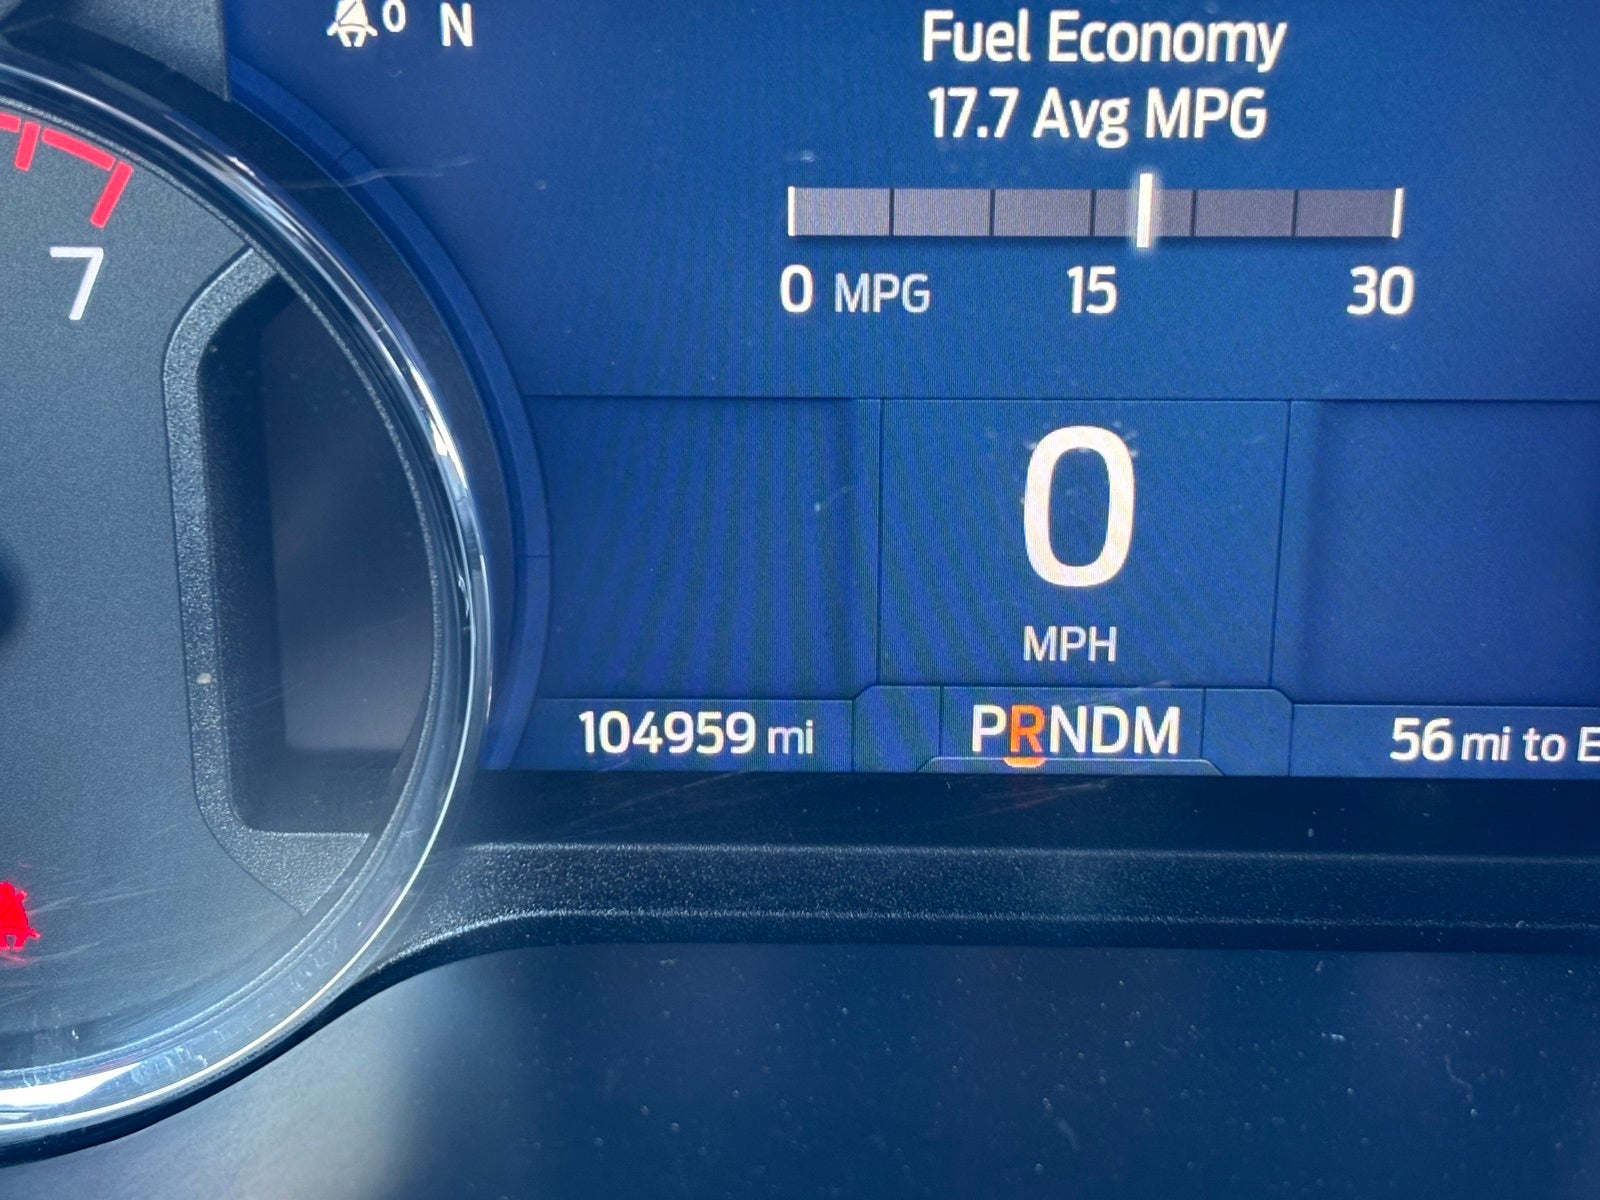 0 N
Fuel Economy
17.7 Avg MPG
0 MPG 15 30
7
0
MPH
104959 mi PRNDM 56 mi to E